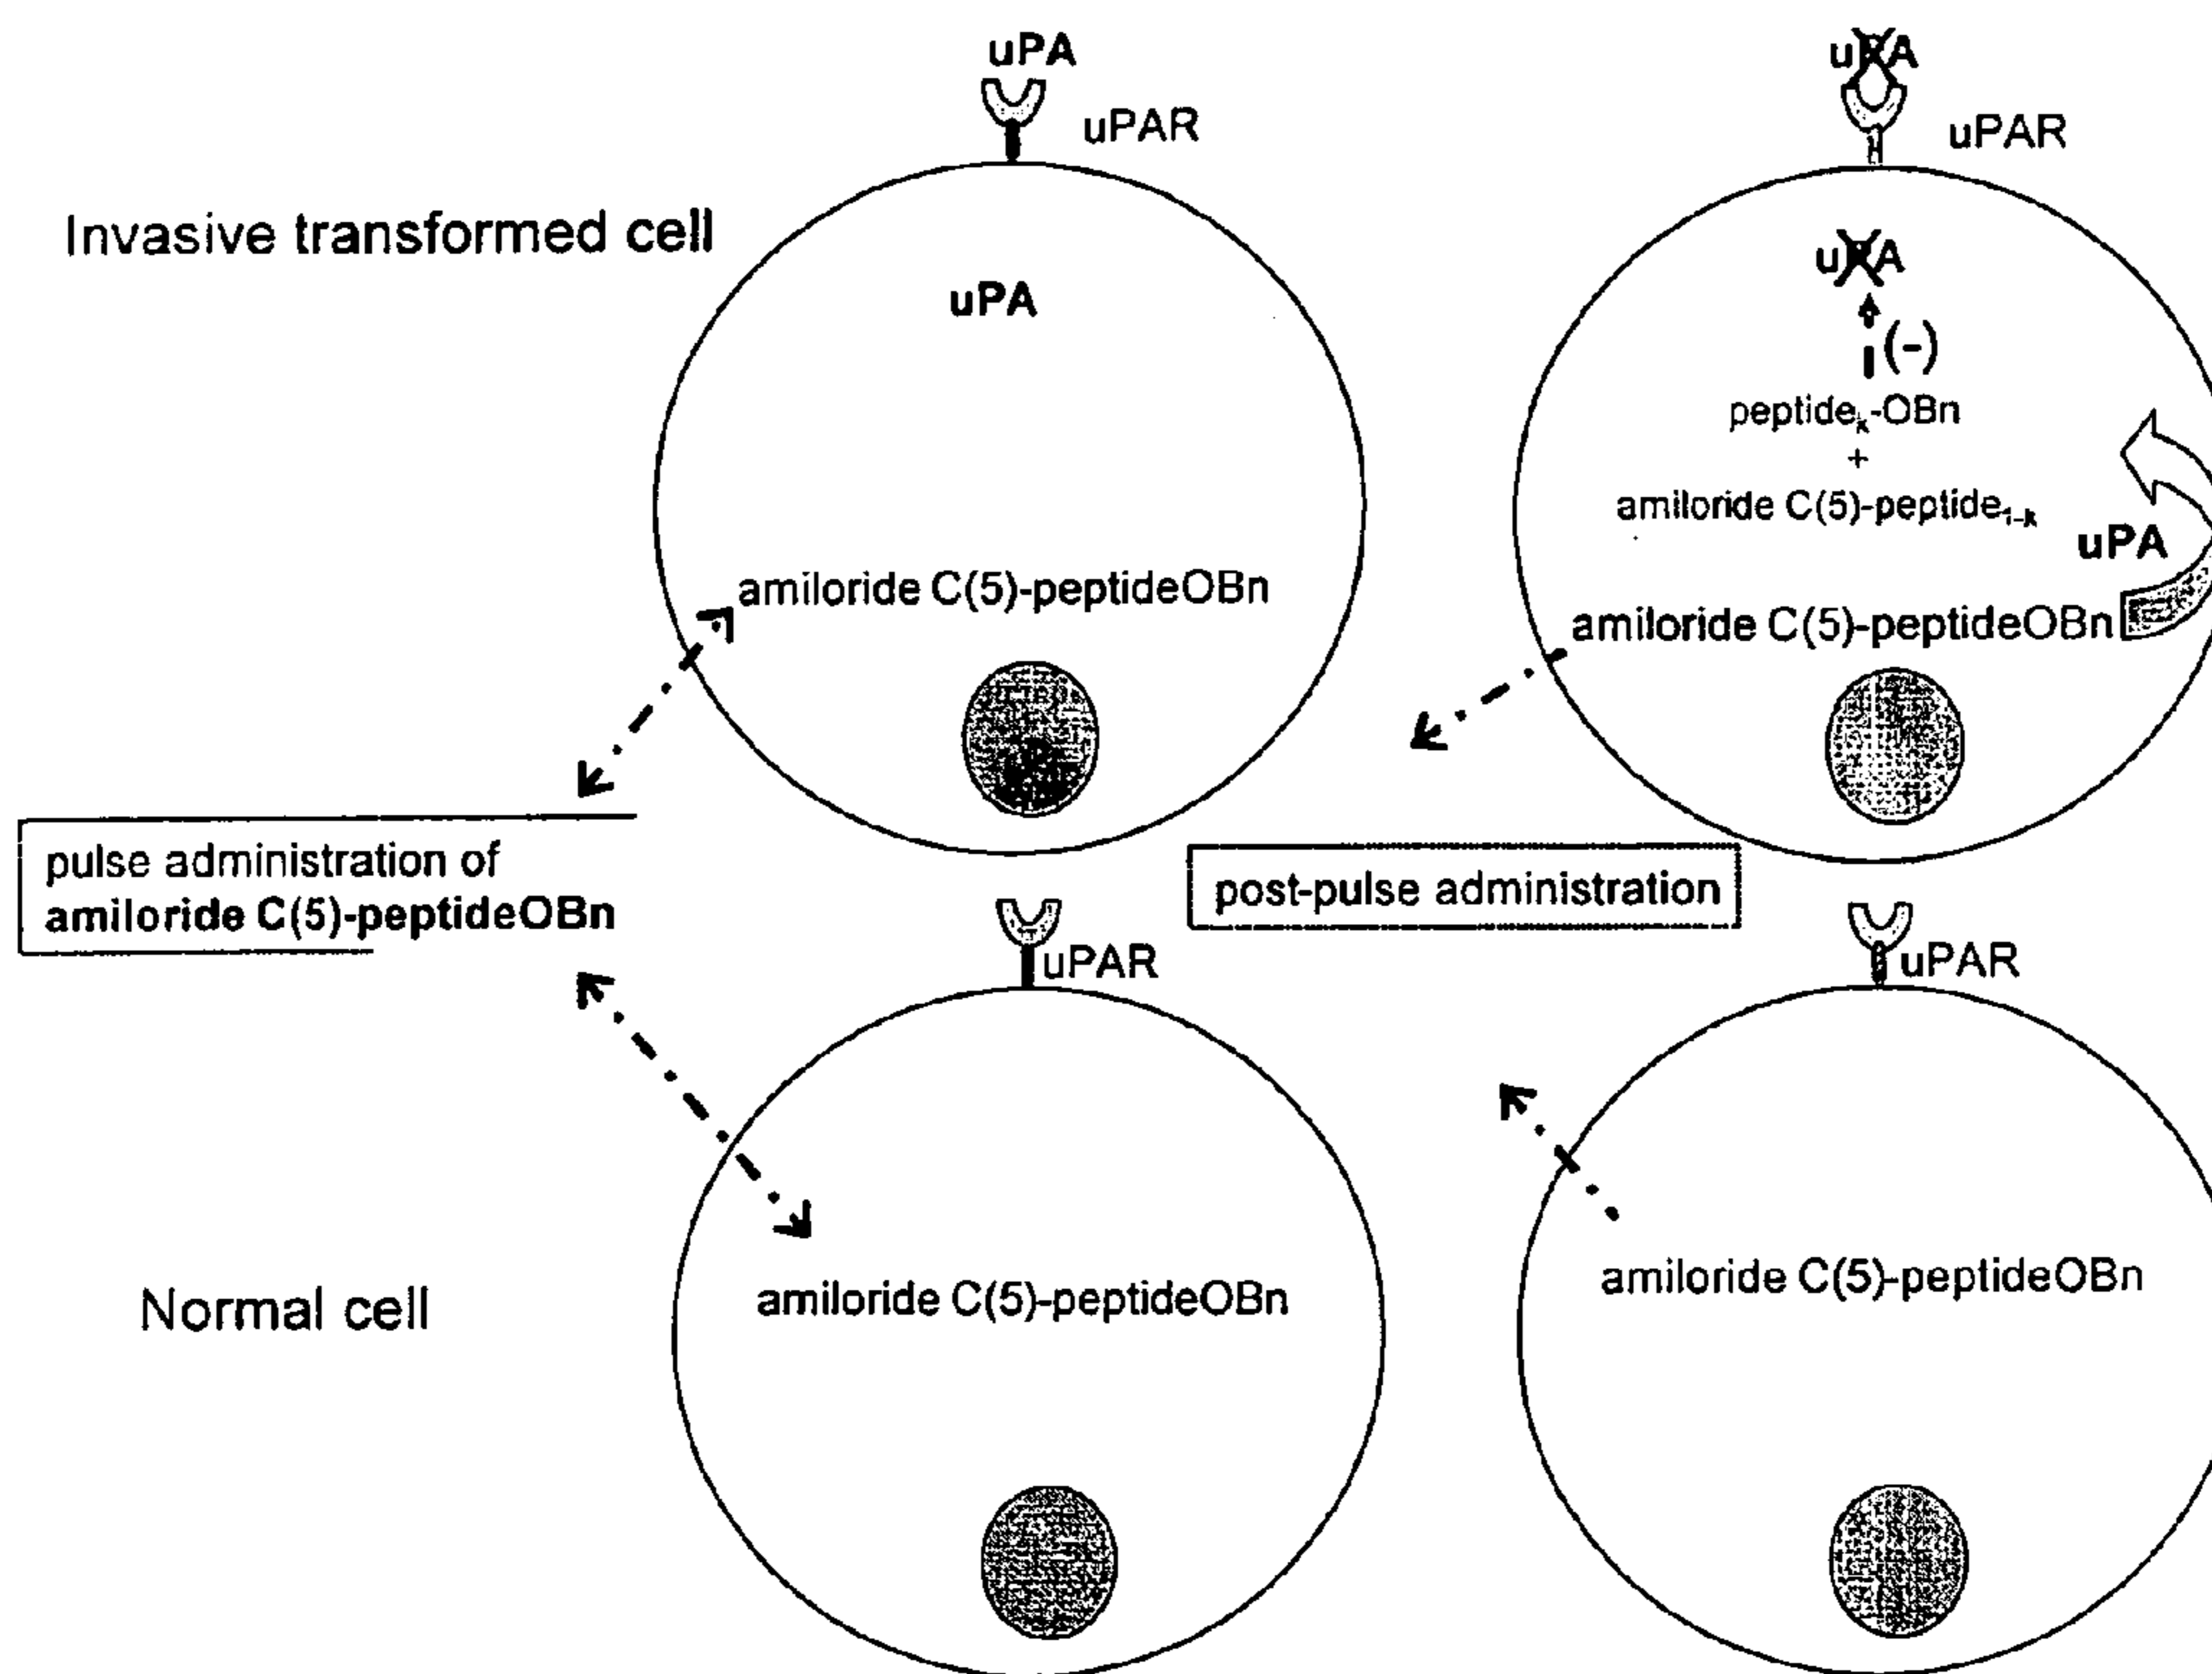 uPA
uPAR
Invasive transformed cell
uPA
amiloride C(5)-peptideOBn
uPA
uPAR
uPA
(-)
peptideₖ-OBn
+
amiloride C(5)-peptide₁₋ₖ
uPA
amiloride C(5)-peptideOBn
pulse administration of
amiloride C(5)-peptideOBn
post-pulse administration
uPAR
amiloride C(5)-peptideOBn
Normal cell
uPAR
amiloride C(5)-peptideOBn